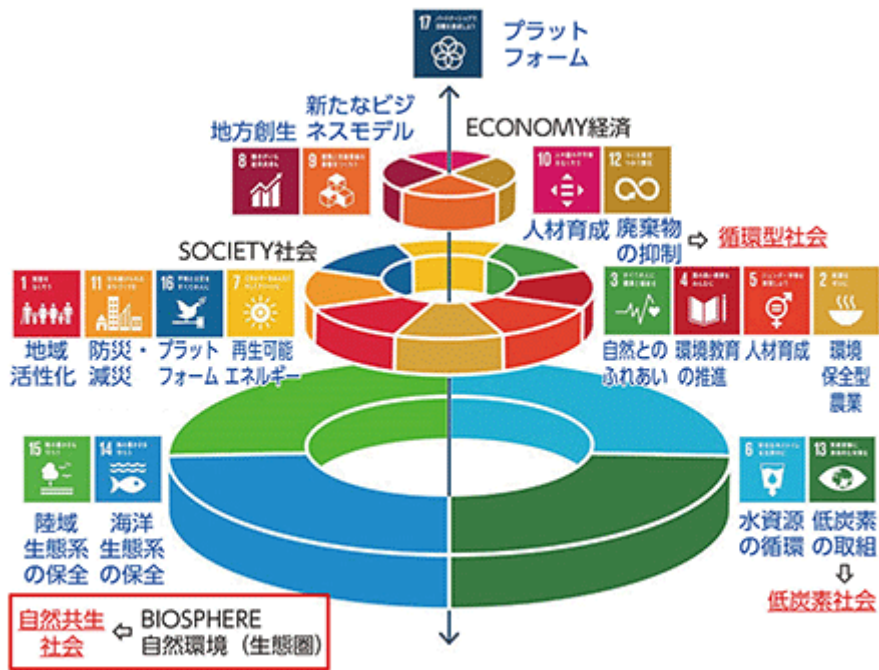 17
プラット
フォーム
地方創生
新たなビジ
ネスモデル
ECONOMY経済
8
9
10
12
人材育成
廃棄物
の抑制
⇨
循環型社会
SOCIETY社会
1
11
16
7
3
4
5
2
地域
活性化
防災・
減災
プラット
フォーム
再生可能
エネルギー
自然との
ふれあい
環境教育
の推進
人材育成
環境
保全型
農業
15
14
6
13
陸域
生態系
の保全
海洋
生態系
の保全
水資源
の循環
低炭素
の取組
低炭素社会
自然共生
社会
BIOSPHERE
自然環境（生態圏）